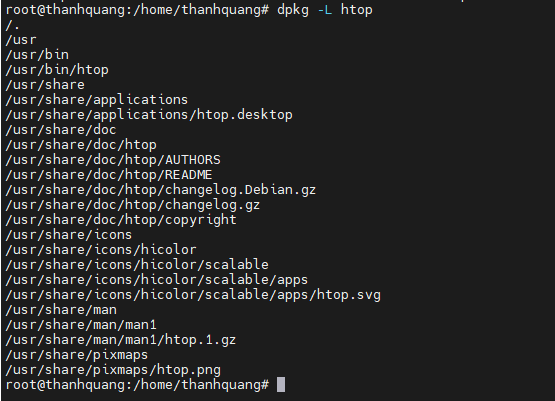 root@thanhquang:/home/thanhquang# dpkg -L htop
/.
/usr
/usr/bin
/usr/bin/htop
/usr/share
/usr/share/applications
/usr/share/applications/htop.desktop
/usr/share/doc
/usr/share/doc/htop
/usr/share/doc/htop/AUTHORS
/usr/share/doc/htop/README
/usr/share/doc/htop/changelog.Debian.gz
/usr/share/doc/htop/changelog.gz
/usr/share/doc/htop/copyright
/usr/share/icons
/usr/share/icons/hicolor
/usr/share/icons/hicolor/scalable
/usr/share/icons/hicolor/scalable/apps
/usr/share/icons/hicolor/scalable/apps/htop.svg
/usr/share/man
/usr/share/man/man1
/usr/share/man/man1/htop.1.gz
/usr/share/pixmaps
/usr/share/pixmaps/htop.png
root@thanhquang:/home/thanhquang#